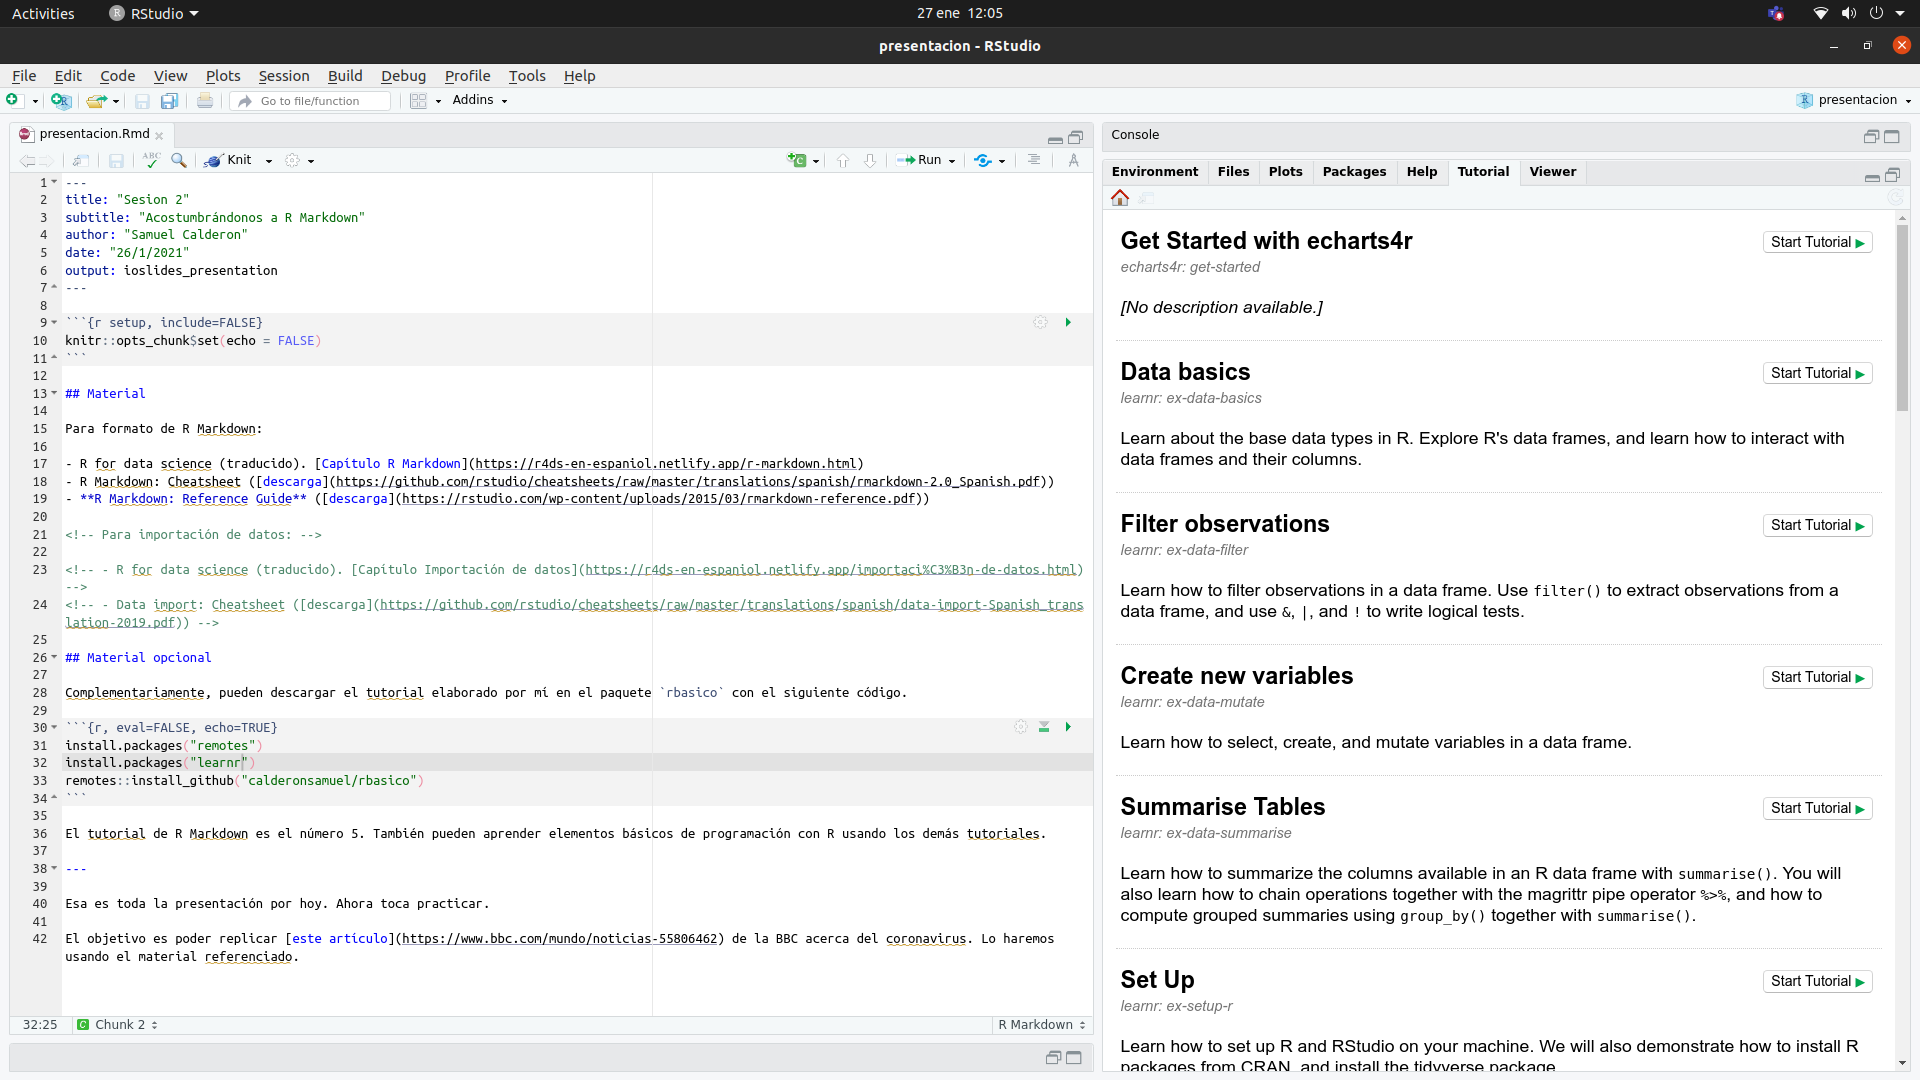 Activities RStudio 27 ene 12:05
presentacion - RStudio
File Edit Code View Plots Session Build Debug Profile Tools Help
Go to file/function Addins presentacion
presentacion.Rmd
ABC Knit Run
1 ---
2 title: "Sesion 2"
3 subtitle: "Acostumbrándonos a R Markdown"
4 author: "Samuel Calderon"
5 date: "26/1/2021"
6 output: ioslides_presentation
7 ---
8
9 ```{r setup, include=FALSE}
10 knitr::opts_chunk$set(echo = FALSE)
11 ```
12
13 ## Material
14
15 Para formato de R Markdown:
16
17 - R for data science (traducido). [Capítulo R Markdown](https://r4ds-en-espaniol.netlify.app/r-markdown.html)
18 - R Markdown: Cheatsheet ([descarga](https://github.com/rstudio/cheatsheets/raw/master/translations/spanish/rmarkdown-2.0_Spanish.pdf))
19 - **R Markdown: Reference Guide** ([descarga](https://rstudio.com/wp-content/uploads/2015/03/rmarkdown-reference.pdf))
20
21 <!-- Para importación de datos: -->
22
23 <!-- - R for data science (traducido). [Capítulo Importación de datos](https://r4ds-en-espaniol.netlify.app/importaci%C3%B3n-de-datos.html)
-->
24 <!-- - Data import: Cheatsheet ([descarga](https://github.com/rstudio/cheatsheets/raw/master/translations/spanish/data-import-Spanish_trans
lation-2019.pdf)) -->
25
26 ## Material opcional
27
28 Complementariamente, pueden descargar el tutorial elaborado por mí en el paquete `rbasico` con el siguiente código.
29
30 ```{r, eval=FALSE, echo=TRUE}
31 install.packages("remotes")
32 install.packages("learnr")
33 remotes::install_github("calderonsamuel/rbasico")
34 ```
35
36 El tutorial de R Markdown es el número 5. También pueden aprender elementos básicos de programación con R usando los demás tutoriales.
37
38 ---
39
40 Esa es toda la presentación por hoy. Ahora toca practicar.
41
42 El objetivo es poder replicar [este artículo](https://www.bbc.com/mundo/noticias-55806462) de la BBC acerca del coronavirus. Lo haremos
usando el material referenciado.
32:25 Chunk 2 R Markdown
Console
Environment Files Plots Packages Help Tutorial Viewer
Get Started with echarts4r Start Tutorial
echarts4r: get-started
[No description available.]
Data basics Start Tutorial
learnr: ex-data-basics
Learn about the base data types in R. Explore R's data frames, and learn how to interact with
data frames and their columns.
Filter observations Start Tutorial
learnr: ex-data-filter
Learn how to filter observations in a data frame. Use filter() to extract observations from a
data frame, and use &, |, and ! to write logical tests.
Create new variables Start Tutorial
learnr: ex-data-mutate
Learn how to select, create, and mutate variables in a data frame.
Summarise Tables Start Tutorial
learnr: ex-data-summarise
Learn how to summarize the columns available in an R data frame with summarise(). You will
also learn how to chain operations together with the magrittr pipe operator %>%, and how to
compute grouped summaries using group_by() together with summarise().
Set Up Start Tutorial
learnr: ex-setup-r
Learn how to set up R and RStudio on your machine. We will also demonstrate how to install R
packages from CRAN, and install the tidyverse package.